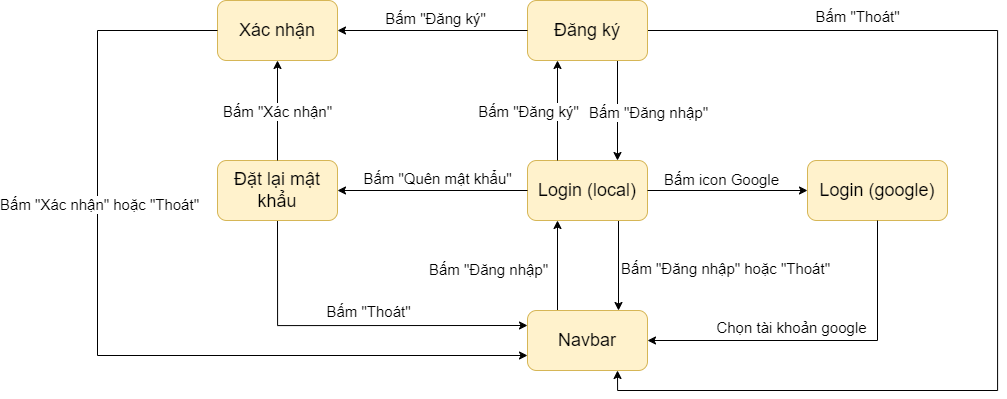 Bấm "Đăng ký"
Bấm "Thoát"
Xác nhận
Đăng ký
Bấm "Xác nhận"
Bấm "Đăng ký"
Bấm "Đăng nhập"
Đặt lại mật
khẩu
Bấm "Quên mật khẩu"
Login (local)
Bấm icon Google
Login (google)
Bấm "Xác nhận" hoặc "Thoát"
Bấm "Đăng nhập"
Bấm "Đăng nhập" hoặc "Thoát"
Bấm "Thoát"
Navbar
Chọn tài khoản google